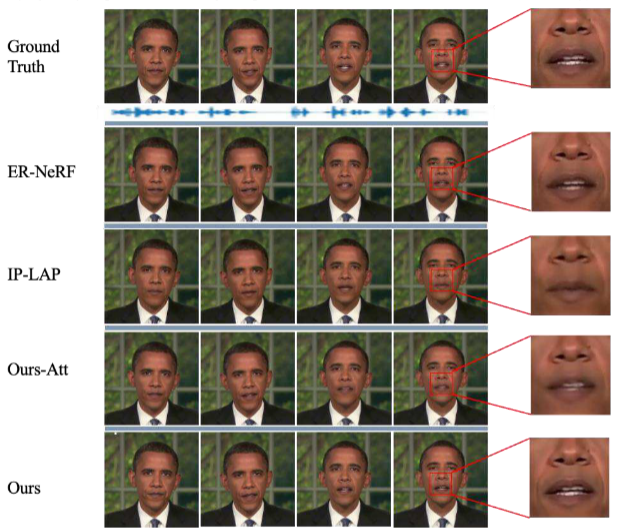 Ground
Truth
ER-NeRF
IP-LAP
Ours-Att
Ours